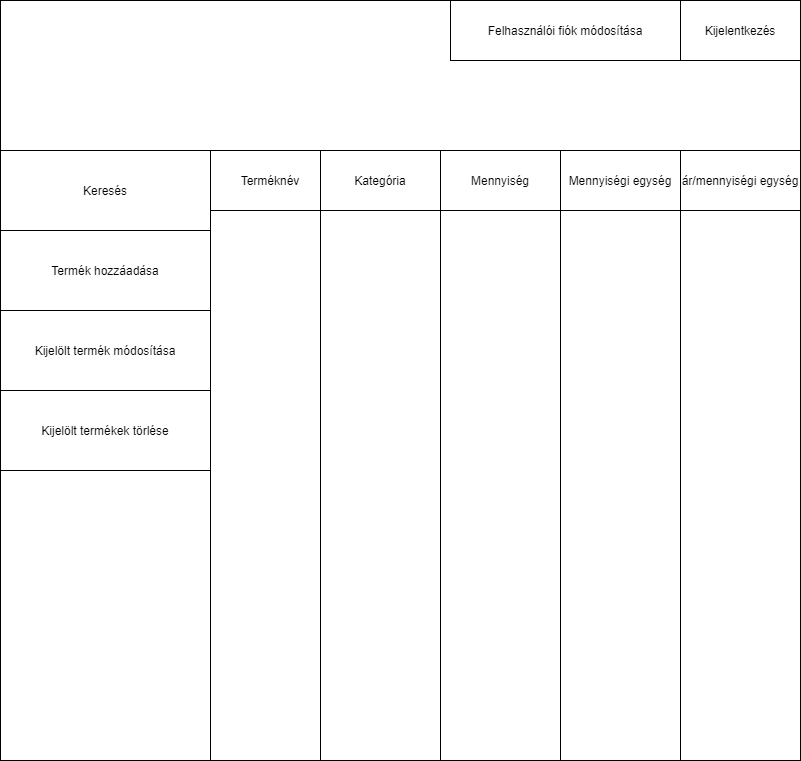 Felhasználói fiók módosítása
Kijelentkezés
Keresés
Terméknév
Kategória
Mennyiség
Mennyiségi egység
ár/mennyiségi egység
Termék hozzáadása
Kijelölt termék módosítása
Kijelölt termékek törlése